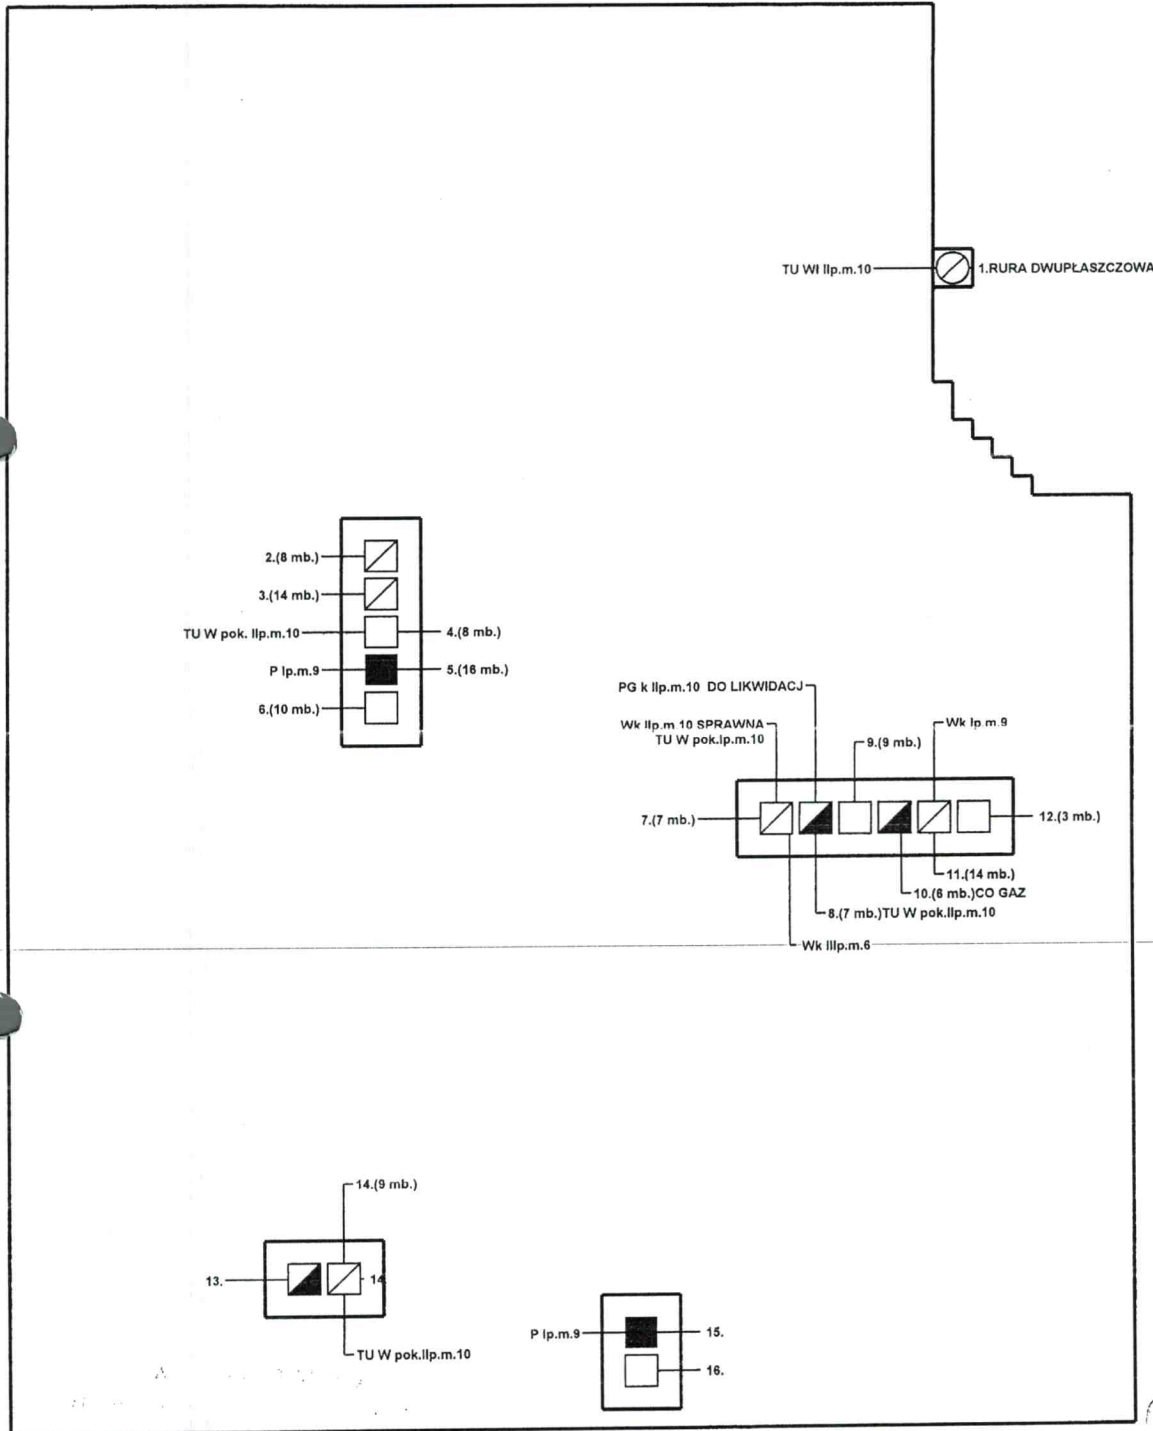 TU WI IIp.m.10
1.RURA DWUPŁASZCZOWA
2.(8 mb.)
3.(14 mb.)
TU W pok. IIp.m.10
4.(8 mb.)
P Ip.m.9
5.(16 mb.)
6.(10 mb.)
PG k IIp.m.10 DO LIKWIDACJ
Wk IIp.m 10 SPRAWNA
TU W pok.Ip.m.10
9.(9 mb.)
Wk Ip.m.9
7.(7 mb.)
12.(3 mb.)
11.(14 mb.)
10.(6 mb.)CO GAZ
8.(7 mb.)TU W pok.IIp.m.10
Wk IIIp.m.6
14.(9 mb.)
13.
14
TU W pok.IIp.m.10
P Ip.m.9
15.
16.